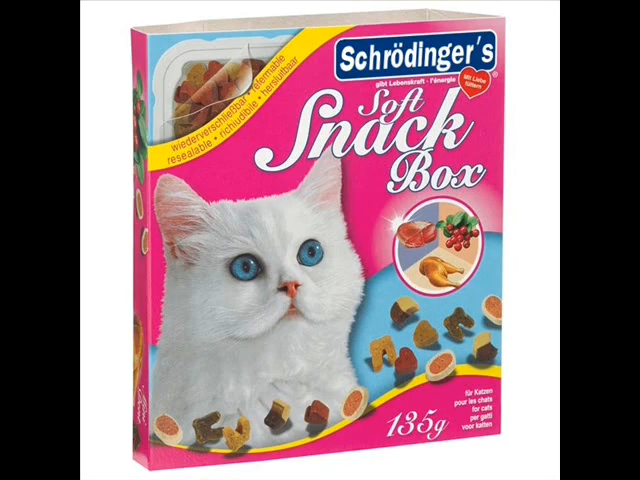 Schrödinger's
gibt Lebenskraft · l'énergie
Mit Liebe
füttern
®
Soft
Snack
Box
wiederverschließbar · refermable
resealable · richiudibile · hersluitbaar
für Katzen
pour les chats
for cats
per gatti
voor katten
135g